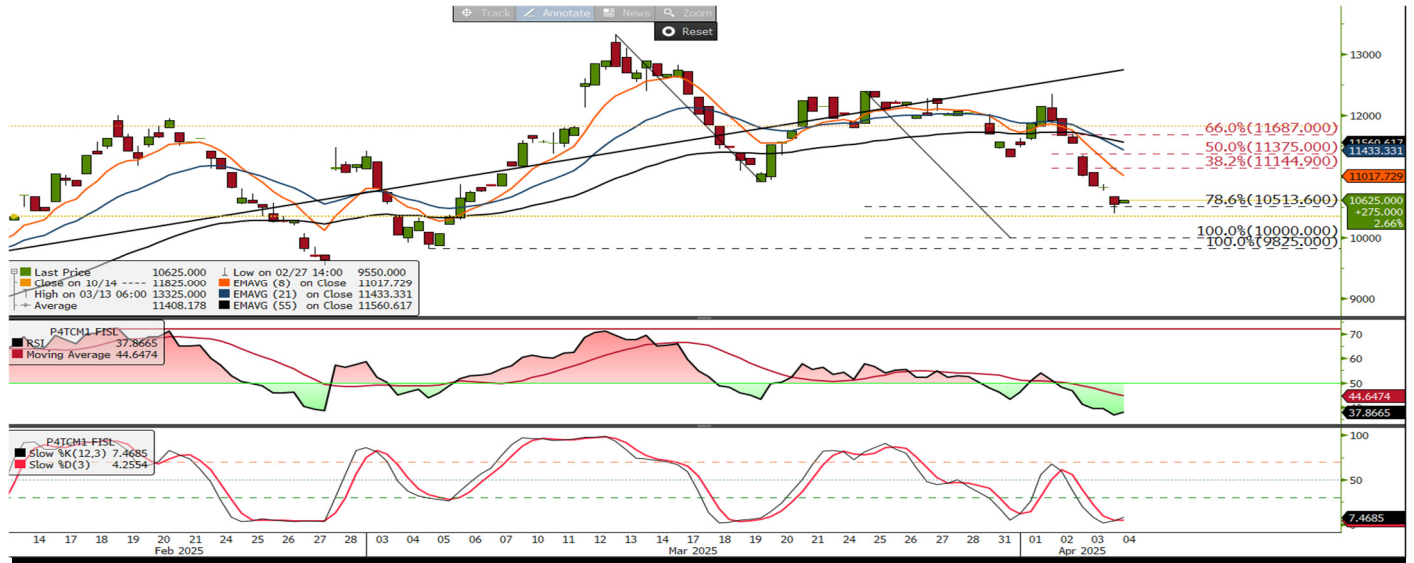 Track Annotate News Zoom
Reset
13000
12000
66.0%(11687.000)
11560.617
50.0%(11375.000)
11433.331
38.2%(11144.900)
11017.729
78.6%(10513.600)
10625.000
+275.000
2.66%
100.0%(10000.000)
10000
100.0%(9825.000)
9000
Last Price 10625.000
Close on 10/14 ---- 11825.000
High on 03/13 06:00 13325.000
Average 11408.178
Low on 02/27 14:00 9550.000
EMAVG (8) on Close 11017.729
EMAVG (21) on Close 11433.331
EMAVG (55) on Close 11560.617
P4TCM1 FISL
RSI 37.8665
Moving Average 44.6474
70
60
50
44.6474
37.8665
P4TCM1 FISL
Slow %K(12,3) 7.4685
Slow %D(3) 4.2554
100
50
7.4685
14 17 18 19 20 21 24 25 26 27 28 03 04 05 06 07 10 11 12 13 14 17 18 19 20 21 24 25 26 27 28 31 01 02 03 04
Feb 2025 Mar 2025 Apr 2025